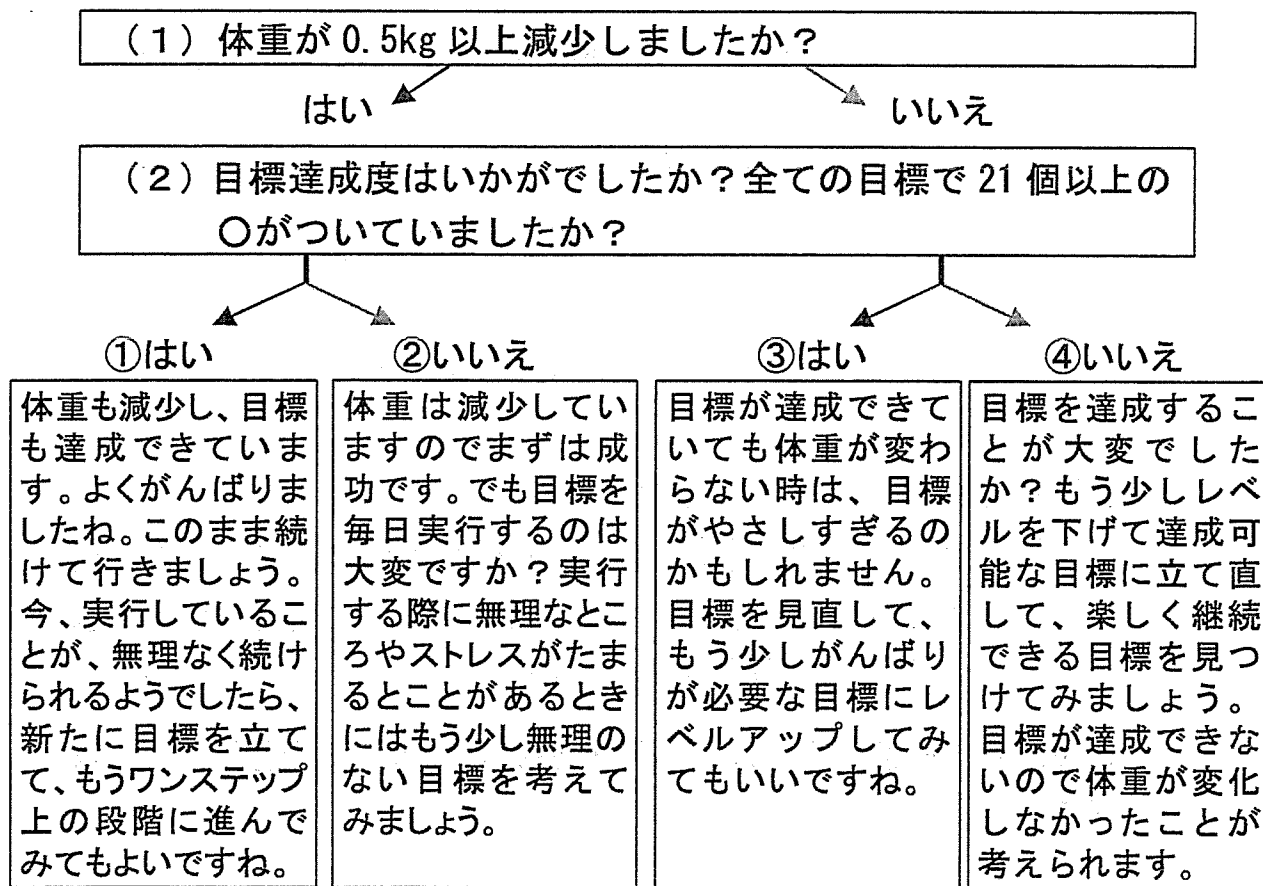 （1）体重が 0.5kg 以上減少しましたか？
はい
いいえ
（2）目標達成度はいかがでしたか？全ての目標で 21 個以上の
〇がついていましたか？
①はい
体重も減少し、目標
も達成できていま
す。よくがんばりま
したね。このまま続
けて行きましょう。
今、実行しているこ
とが、無理なく続け
られるようでしたら、
新たに目標を立て
て、もうワンステップ
上の段階に進んで
みてもよいですね。
②いいえ
体重は減少してい
ますのでまずは成
功です。でも目標を
毎日実行するのは
大変ですか？実行
する際に無理なとこ
ろやストレスがたま
るとことがあるとき
にはもう少し無理の
ない目標を考えて
みましょう。
③はい
目標が達成できて
いても体重が変わ
らない時は、目標
がやさしすぎるの
かもしれません。
目標を見直して、
もう少しがんばり
が必要な目標にレ
ベルアップしてみ
てもいいですね。
④いいえ
目標を達成するこ
とが大変でした
か？もう少しレベ
ルを下げて達成可
能な目標に立て直
して、楽しく継続
できる目標を見つ
けてみましょう。
目標が達成できな
いので体重が変化
しなかったことが
考えられます。